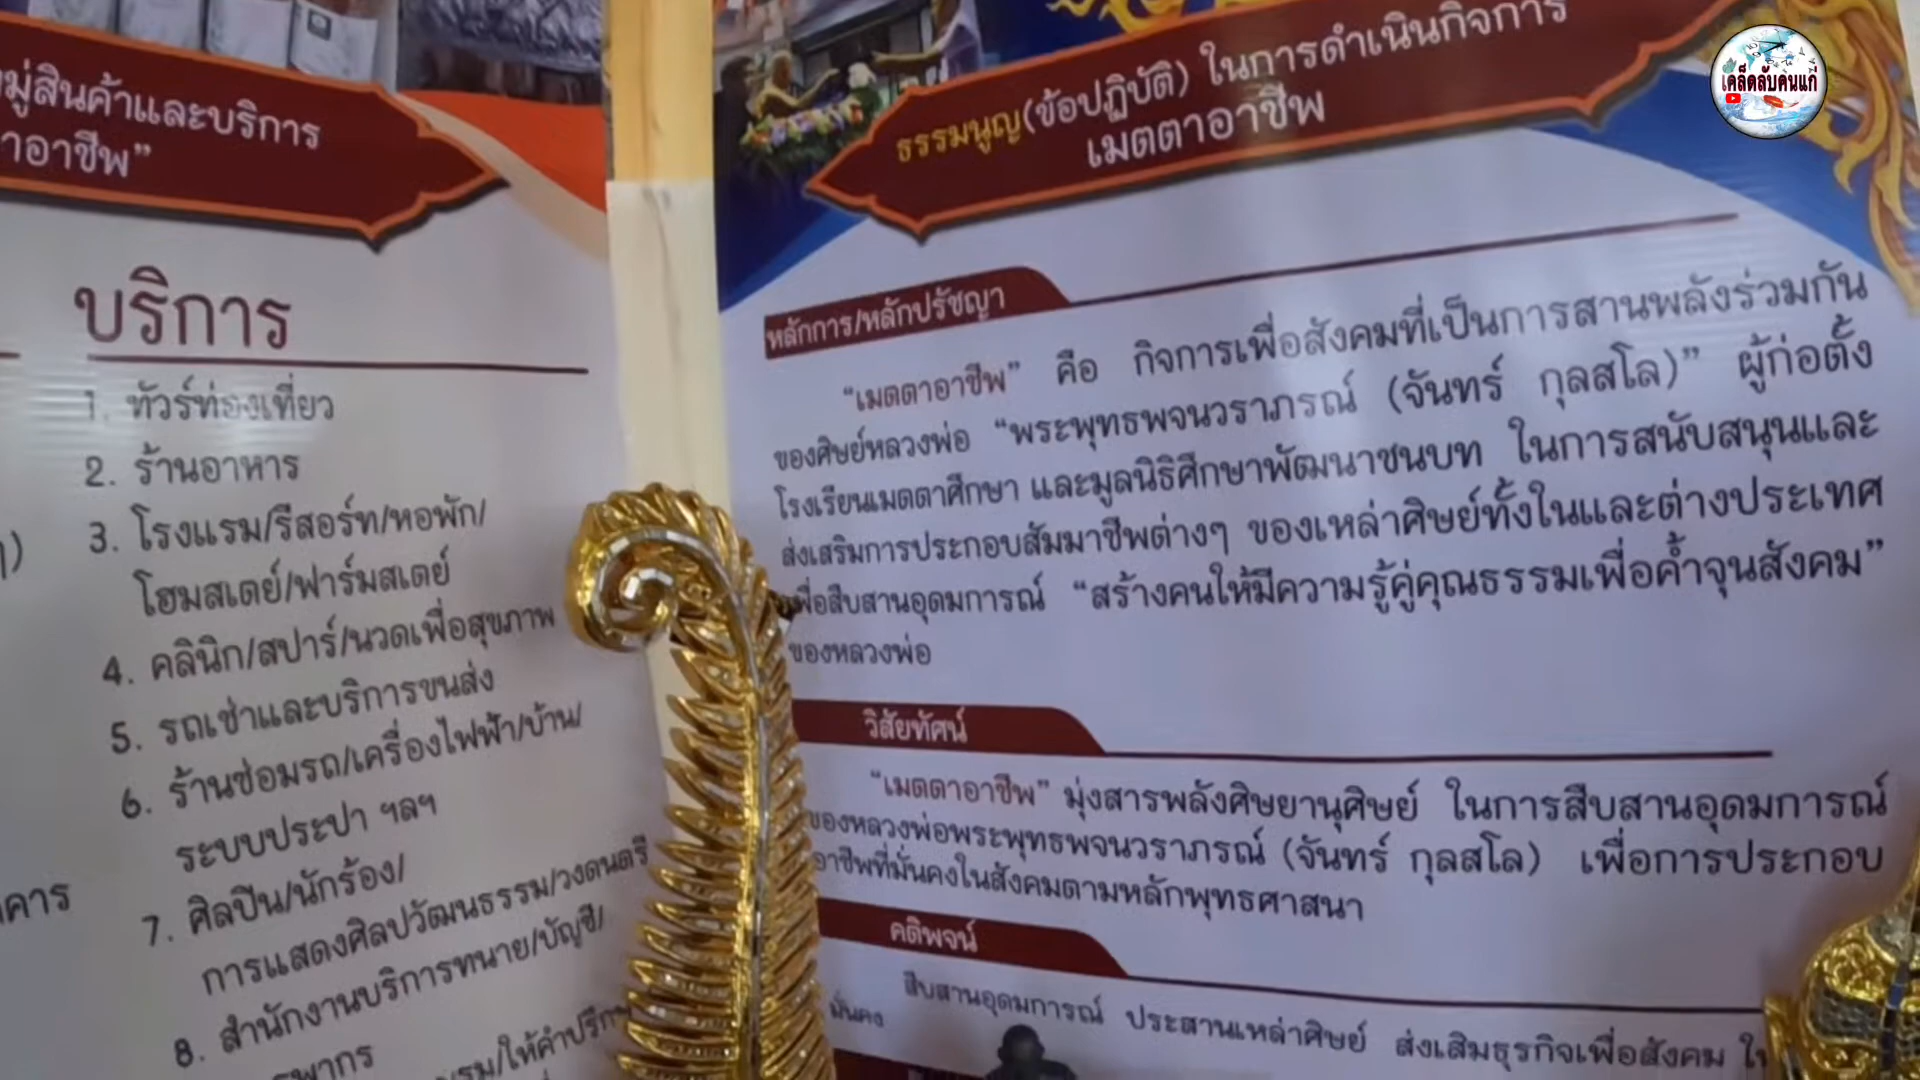 มู่สินค้าและบริการ
าอาชีพ”
บริการ
1. ทัวร์ท่องเที่ยว
2. ร้านอาหาร
3. โรงแรม/รีสอร์ท/หอพัก/
โฮมสเตย์/ฟาร์มสเตย์
4. คลินิก/สปาร์/นวดเพื่อสุขภาพ
5. รถเช่าและบริการขนส่ง
6. ร้านซ่อมรถ/เครื่องไฟฟ้า/บ้าน/
ระบบประปา ฯลฯ
7. ศิลปิน/นักร้อง/
การแสดงศิลปวัฒนธรรม/วงดนตรี
8. สำนักงานบริการทนาย/บัญชี/
ธรรมนูญ(ข้อปฏิบัติ) ในการดำเนินกิจการ
เมตตาอาชีพ
หลักการ/หลักปรัชญา
“เมตตาอาชีพ” คือ กิจการเพื่อสังคมที่เป็นการสานพลังร่วมกัน
ของศิษย์หลวงพ่อ “พระพุทธพจนวราภรณ์ (จันทร์ กุลสโล)” ผู้ก่อตั้ง
โรงเรียนเมตตาศึกษา และมูลนิธิศึกษาพัฒนาชนบท ในการสนับสนุนและ
ส่งเสริมการประกอบสัมมาชีพต่างๆ ของเหล่าศิษย์ทั้งในและต่างประเทศ
เพื่อสืบสานอุดมการณ์ “สร้างคนให้มีความรู้คู่คุณธรรมเพื่อค้ำจุนสังคม”
ของหลวงพ่อ
วิสัยทัศน์
“เมตตาอาชีพ” มุ่งสารพลังศิษยานุศิษย์ ในการสืบสานอุดมการณ์
ของหลวงพ่อพระพุทธพจนวราภรณ์ (จันทร์ กุลสโล) เพื่อการประกอบ
อาชีพที่มั่นคงในสังคมตามหลักพุทธศาสนา
คติพจน์
สืบสานอุดมการณ์ ประสานเหล่าศิษย์ ส่งเสิมธุรกิจเพื่อสังคม ให้
มั่นคง
เคล็ดลับคนแก่